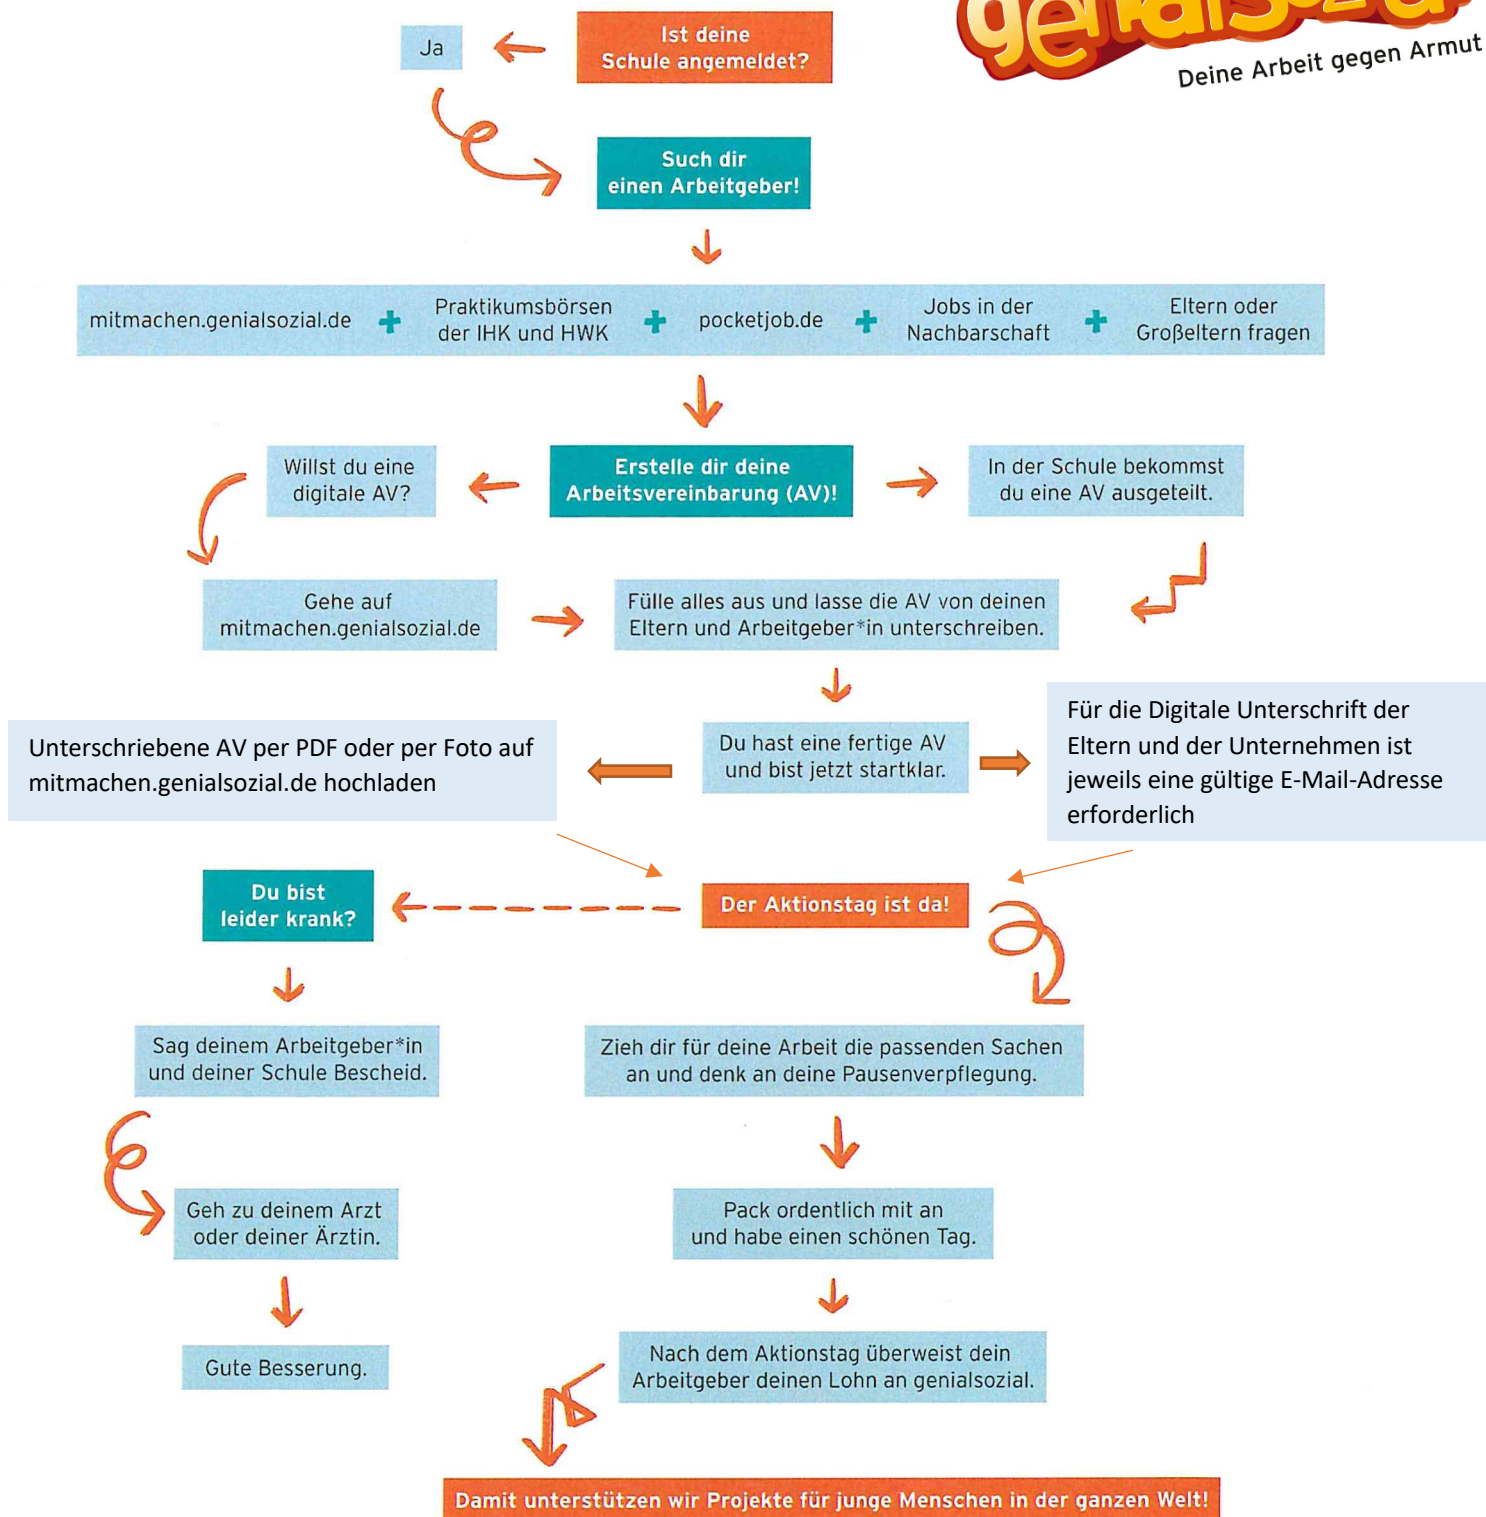 genialsozial
Deine Arbeit gegen Armut
Ist deine
Schule angemeldet?
Ja
Such dir
einen Arbeitgeber!
mitmachen.genialsozial.de +
Praktikumsbörsen
der IHK und HWK
+
pocketjob.de
+
Jobs in der
Nachbarschaft
+
Eltern oder
Großeltern fragen
Willst du eine
digitale AV?
Erstelle dir deine
Arbeitsvereinbarung (AV)!
In der Schule bekommst
du eine AV ausgeteilt.
Gehe auf
mitmachen.genialsozial.de
Fülle alles aus und lasse die AV von deinen
Eltern und Arbeitgeber*in unterschreiben.
Unterschriebene AV per PDF oder per Foto auf
mitmachen.genialsozial.de hochladen
Du hast eine fertige AV
und bist jetzt startklar.
Für die Digitale Unterschrift der
Eltern und der Unternehmen ist
jeweils eine gültige E-Mail-Adresse
erforderlich
Du bist
leider krank?
Der Aktionstag ist da!
Sag deinem Arbeitgeber*in
und deiner Schule Bescheid.
Zieh dir für deine Arbeit die passenden Sachen
an und denk an deine Pausenverpflegung.
Geh zu deinem Arzt
oder deiner Ärztin.
Pack ordentlich mit an
und habe einen schönen Tag.
Gute Besserung.
Nach dem Aktionstag überweist dein
Arbeitgeber deinen Lohn an genialsozial.
Damit unterstützen wir Projekte für junge Menschen in der ganzen Welt!